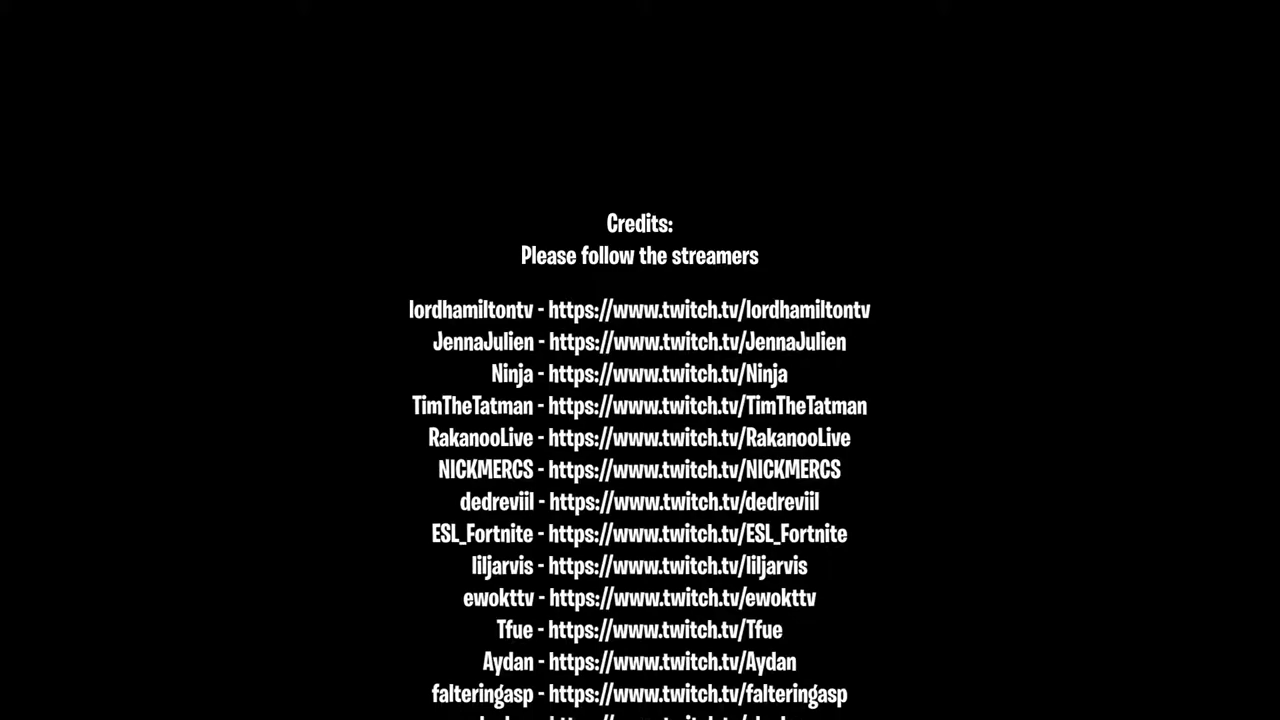 Credits:
Please follow the streamers
lordhamiltontv - https://www.twitch.tv/lordhamiltontv
JennaJulien - https://www.twitch.tv/JennaJulien
Ninja - https://www.twitch.tv/Ninja
TimTheTatman - https://www.twitch.tv/TimTheTatman
RakanooLive - https://www.twitch.tv/RakanooLive
NICKMERCS - https://www.twitch.tv/NICKMERCS
dedreviil - https://www.twitch.tv/dedreviil
ESL_Fortnite - https://www.twitch.tv/ESL_Fortnite
liljarvis - https://www.twitch.tv/liljarvis
ewokttv - https://www.twitch.tv/ewokttv
Tfue - https://www.twitch.tv/Tfue
Aydan - https://www.twitch.tv/Aydan
falteringasp - https://www.twitch.tv/falteringasp